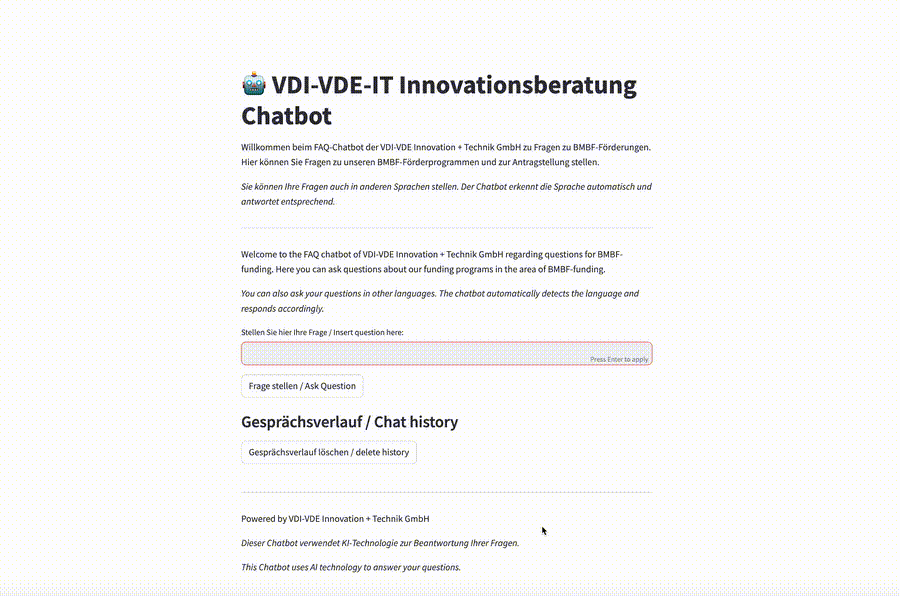 🤖 VDI-VDE-IT Innovationsberatung
Chatbot
Willkommen beim FAQ-Chatbot der VDI-VDE Innovation + Technik GmbH zu Fragen zu BMBF-Förderungen.
Hier können Sie Fragen zu unseren BMBF-Förderprogrammen und zur Antragstellung stellen.
Sie können Ihre Fragen auch in anderen Sprachen stellen. Der Chatbot erkennt die Sprache automatisch und
antwortet entsprechend.
Welcome to the FAQ chatbot of VDI-VDE Innovation + Technik GmbH regarding questions for BMBF-
funding. Here you can ask questions about our funding programs in the area of BMBF-funding.
You can also ask your questions in other languages. The chatbot automatically detects the language and
responds accordingly.
Stellen Sie hier Ihre Frage / Insert question here:
Press Enter to apply
Frage stellen / Ask Question
Gesprächsverlauf / Chat history
Gesprächsverlauf löschen / delete history
Powered by VDI-VDE Innovation + Technik GmbH
Dieser Chatbot verwendet KI-Technologie zur Beantwortung Ihrer Fragen.
This Chatbot uses AI technology to answer your questions.